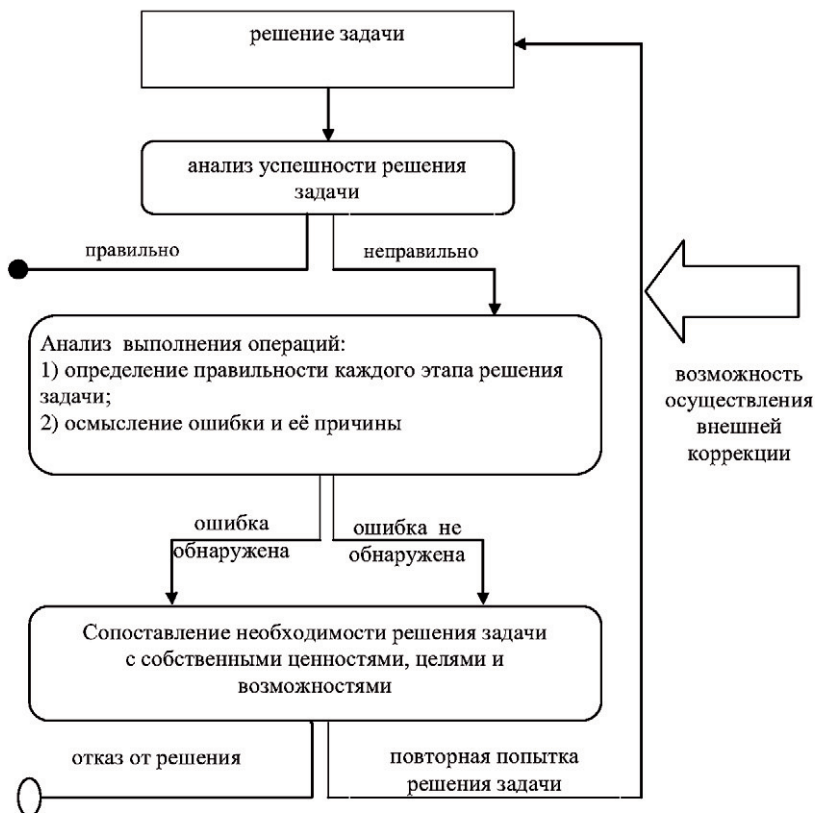 решение задачи
анализ успешности решения
задачи
правильно
неправильно
Анализ выполнения операций:
1) определение правильности каждого этапа решения
задачи;
2) осмысление ошибки и её причины
возможность
осуществления
внешней
коррекции
ошибка
обнаружена
ошибка не
обнаружена
Сопоставление необходимости решения задачи
с собственными ценностями, целями и
возможностями
отказ от решения
повторная попытка
решения задачи